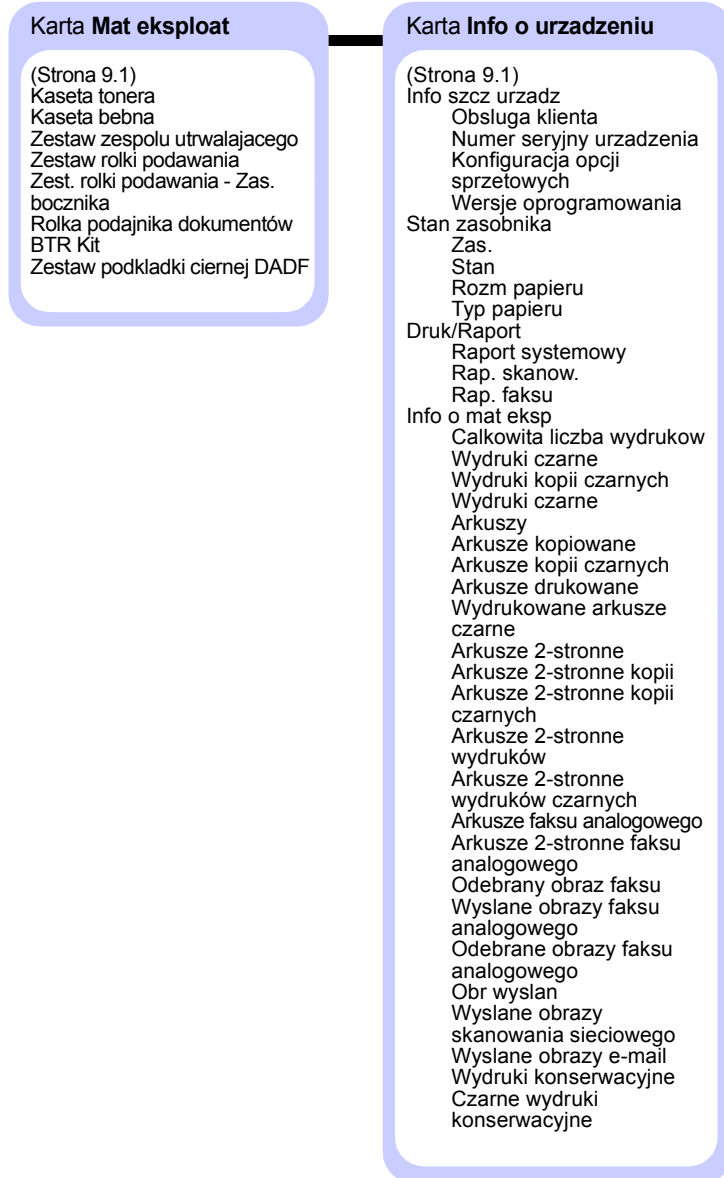 Karta Mat eksploat
(Strona 9.1)
Kaseta tonera
Kaseta bebna
Zestaw zespolu utrwalajacego
Zestaw rolki podawania
Zest. rolki podawania - Zas.
bocznika
Rolka podajnika dokumentów
BTR Kit
Zestaw podkladki ciernej DADF
Karta Info o urzadzeniu
(Strona 9.1)
Info szcz urzadz
Obsluga klienta
Numer seryjny urzadzenia
Konfiguracja opcji
sprzetowych
Wersje oprogramowania
Stan zasobnika
Zas.
Stan
Rozm papieru
Typ papieru
Druk/Raport
Raport systemowy
Rap. skanow.
Rap. faksu
Info o mat eksp
Calkowita liczba wydrukow
Wydruki czarne
Wydruki kopii czarnych
Wydruki czarne
Arkuszy
Arkusze kopiowane
Arkusze kopii czarnych
Arkusze drukowane
Wydrukowane arkusze
czarne
Arkusze 2-stronne
Arkusze 2-stronne kopii
Arkusze 2-stronne kopii
czarnych
Arkusze 2-stronne
wydruków
Arkusze 2-stronne
wydruków czarnych
Arkusze faksu analogowego
Arkusze 2-stronne faksu
analogowego
Odebrany obraz faksu
Wyslane obrazy faksu
analogowego
Odebrane obrazy faksu
analogowego
Obr wyslan
Wyslane obrazy
skanowania sieciowego
Wyslane obrazy e-mail
Wydruki konserwacyjne
Czarne wydruki
konserwacyjne